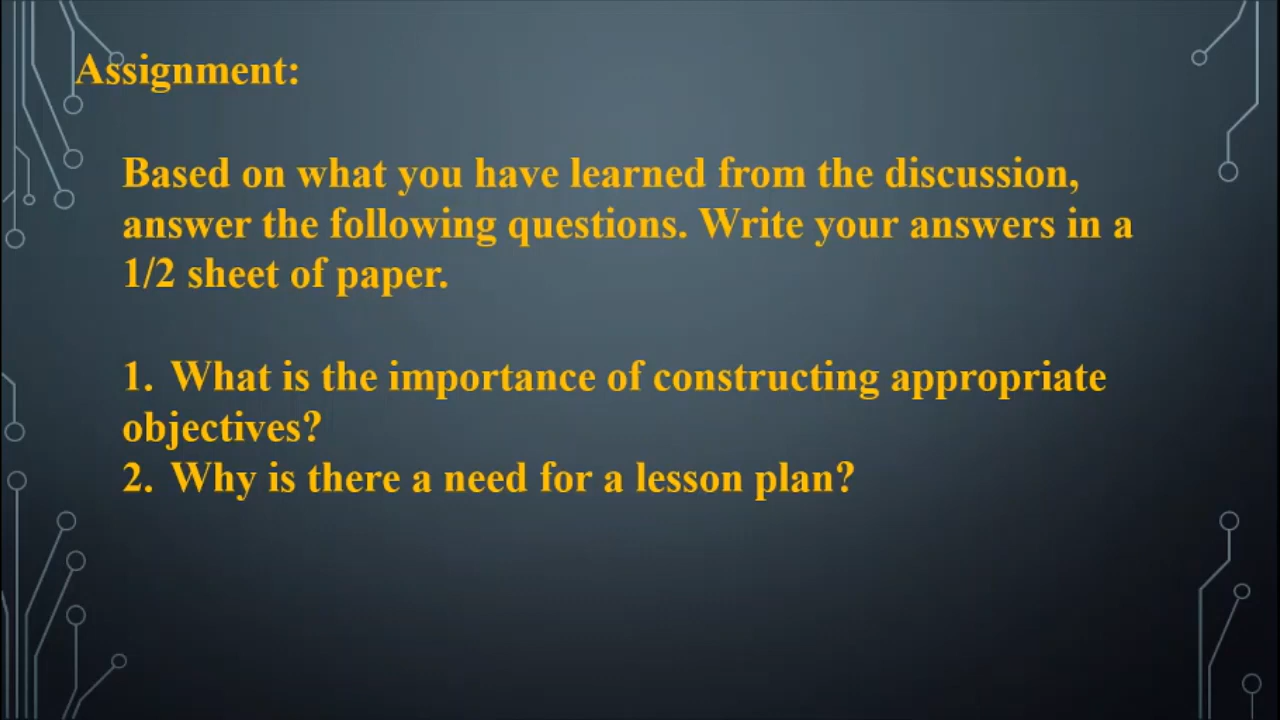 Assignment:
Based on what you have learned from the discussion,
answer the following questions. Write your answers in a
1/2 sheet of paper.
1. What is the importance of constructing appropriate
objectives?
2. Why is there a need for a lesson plan?